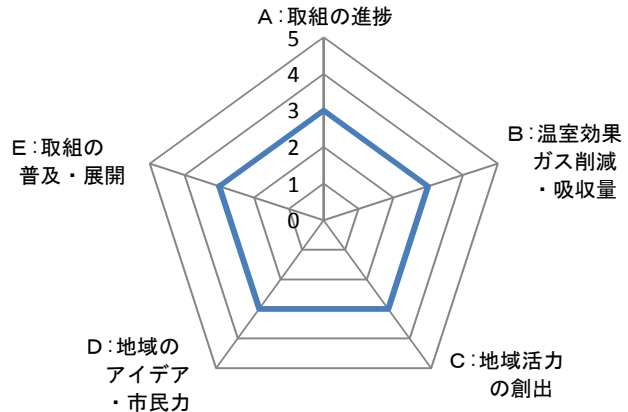 A：取組の進捗
5
4
3
2
1
0
B：温室効果
ガス削減
・吸収量
C：地域活力
の創出
D：地域の
アイデア
・市民力
E：取組の
普及・展開